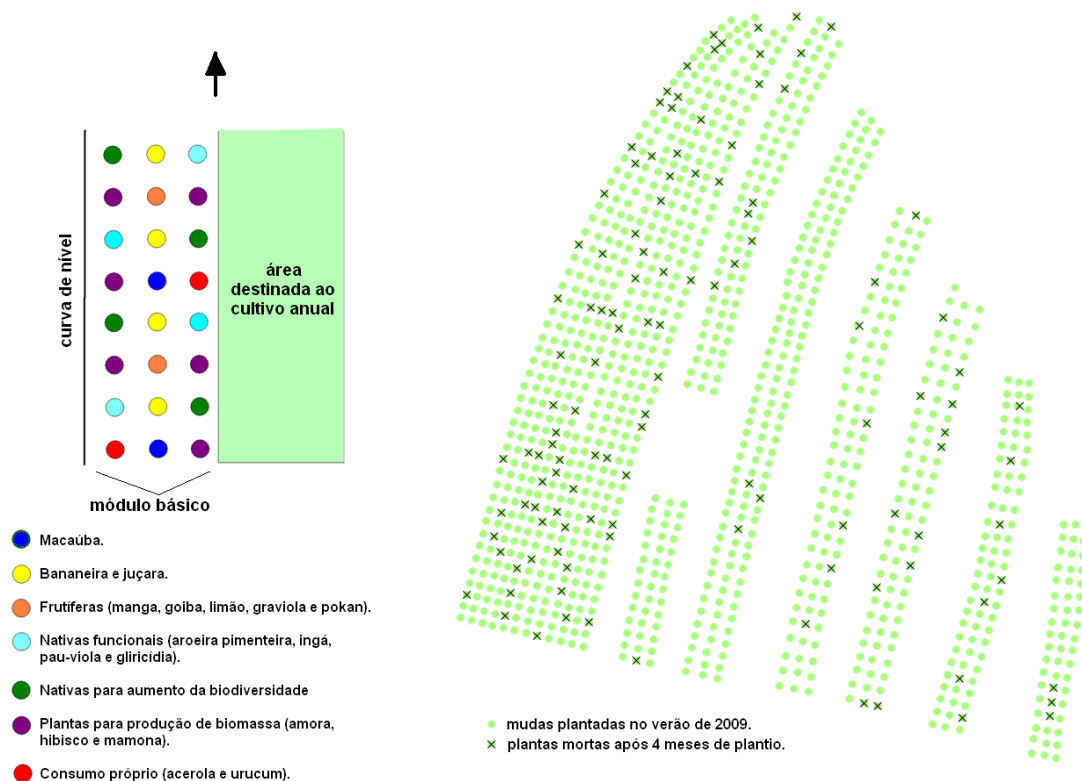 curva de nível
área
destinada ao
cultivo anual
módulo básico
Macaúba.
Bananeira e juçara.
Frutíferas (manga, goiba, limão, graviola e pokan).
Nativas funcionais (aroeira pimenteira, ingá,
pau-viola e gliricídia).
Nativas para aumento da biodiversidade
Plantas para produção de biomassa (amora,
hibisco e mamona).
Consumo próprio (acerola e urucum).
mudas plantadas no verão de 2009.
plantas mortas após 4 meses de plantio.